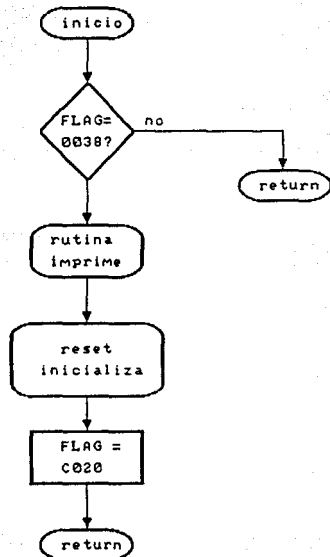 inicio
FLAG=
0038?
no
return
rutina
imprime
reset
inicializa
FLAG =
C020
return